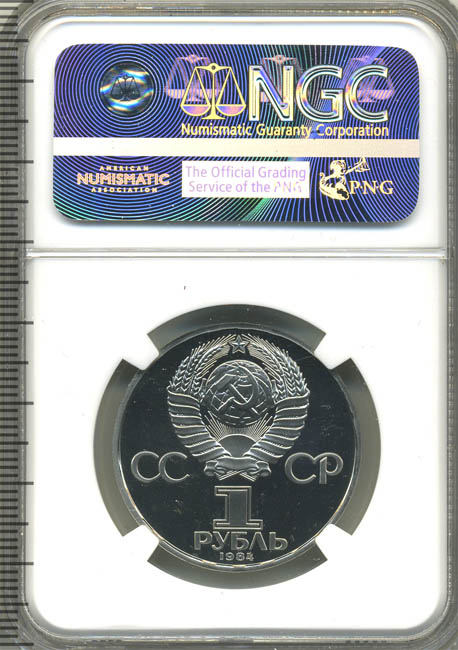 NGC
Numismatic Guaranty Corporation
AMERICAN
NUMISMATIC
ASSOCIATION
The Official Grading
Service of the PNG
PNG
СС СР
1
РУБЛЬ
1984